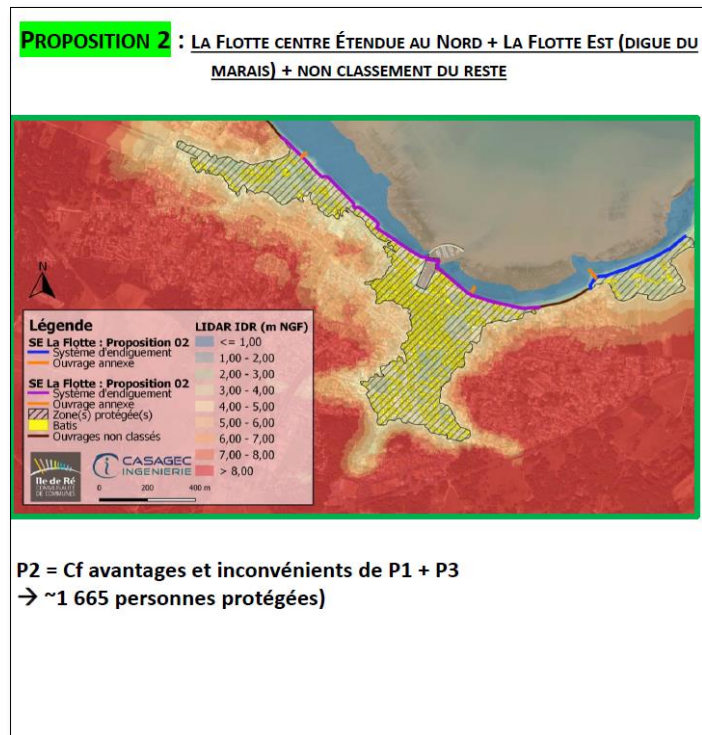 PROPOSITION 2 : LA FLOTTE CENTRE ÉTENDUE AU NORD + LA FLOTTE EST (DIGUE DU
MARAIS) + NON CLASSEMENT DU RESTE
N
Légende
SE La Flotte : Proposition 02
Système d'endiguement
Ouvrage annexe
SE La Flotte : Proposition 02
Système d'endiguement
Ouvrage annexe
Zone(s) protégée(s)
Batis
Ouvrages non classés
LIDAR IDR (m NGF)
<= 1,00
1,00 - 2,00
2,00 - 3,00
3,00 - 4,00
4,00 - 5,00
5,00 - 6,00
6,00 - 7,00
7,00 - 8,00
> 8,00
Ile de Ré
COMMUNAUTÉ
DE COMMUNES
CASAGEC
INGENIERIE
0 200 400 m
P2 = Cf avantages et inconvénients de P1 + P3
→ ~1 665 personnes protégées)